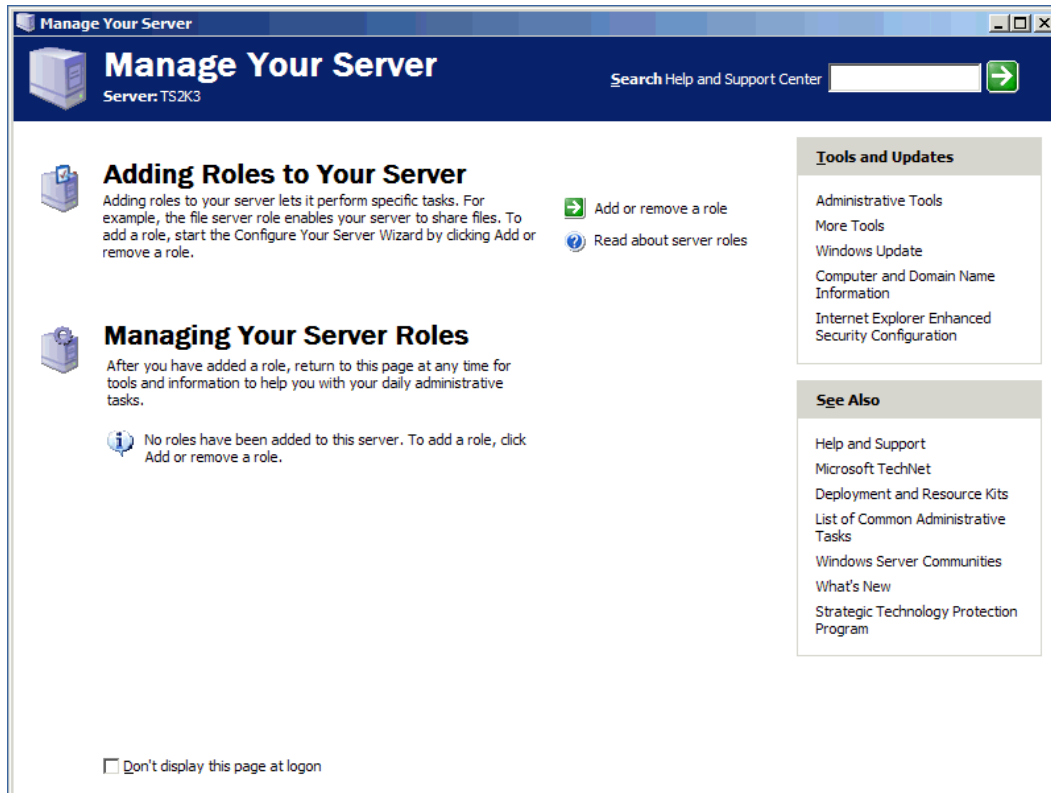 Manage Your Server
Manage Your Server
Server: TS2K3
Search Help and Support Center
Adding Roles to Your Server
Adding roles to your server lets it perform specific tasks. For
example, the file server role enables your server to share files. To
add a role, start the Configure Your Server Wizard by clicking Add or
remove a role.
Add or remove a role
Read about server roles
Managing Your Server Roles
After you have added a role, return to this page at any time for
tools and information to help you with your daily administrative
tasks.
No roles have been added to this server. To add a role, click
Add or remove a role.
Tools and Updates
Administrative Tools
More Tools
Windows Update
Computer and Domain Name
Information
Internet Explorer Enhanced
Security Configuration
See Also
Help and Support
Microsoft TechNet
Deployment and Resource Kits
List of Common Administrative
Tasks
Windows Server Communities
What's New
Strategic Technology Protection
Program
Don't display this page at logon